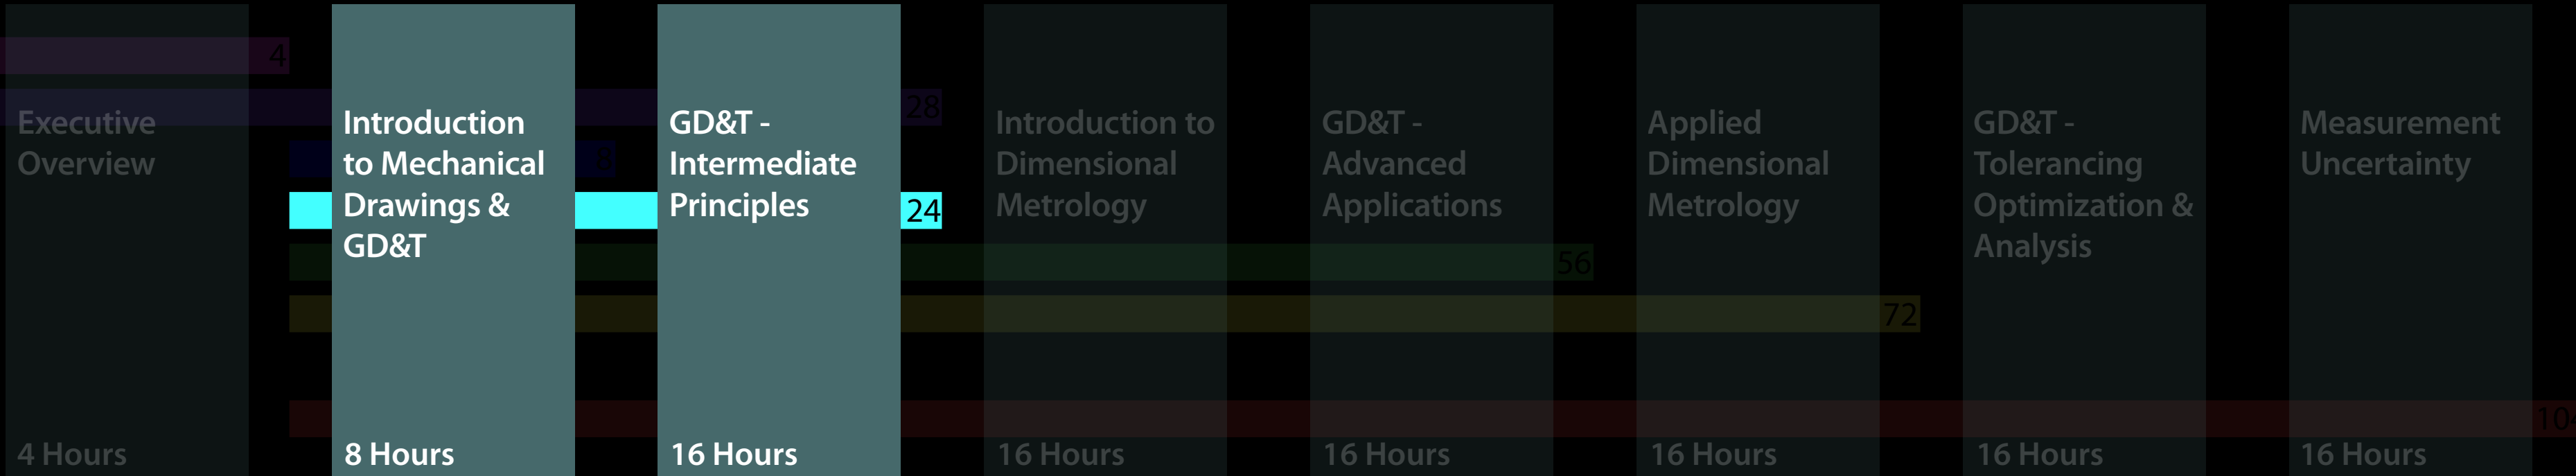 4
28
8
24
56
72
104
Executive
Overview
4 Hours
Introduction
to Mechanical
Drawings &
GD&T
8 Hours
GD&T -
Intermediate
Principles
16 Hours
Introduction to
Dimensional
Metrology
16 Hours
GD&T -
Advanced
Applications
16 Hours
Applied
Dimensional
Metrology
16 Hours
GD&T -
Tolerancing
Optimization &
Analysis
16 Hours
Measurement
Uncertainty
16 Hours